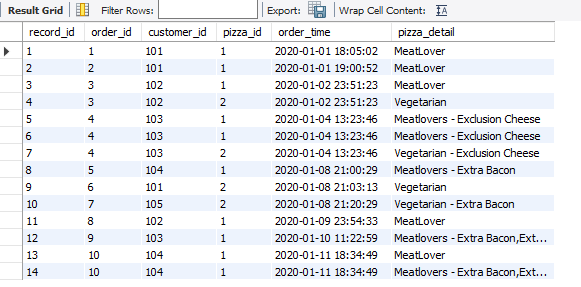 Result Grid Filter Rows: Export: Wrap Cell Content:
record_id order_id customer_id pizza_id order_time pizza_detail
1 1 101 1 2020-01-01 18:05:02 MeatLover
2 2 101 1 2020-01-01 19:00:52 MeatLover
3 3 102 1 2020-01-02 23:51:23 MeatLover
4 3 102 2 2020-01-02 23:51:23 Vegetarian
5 4 103 1 2020-01-04 13:23:46 Meatlovers - Exclusion Cheese
6 4 103 1 2020-01-04 13:23:46 Meatlovers - Exclusion Cheese
7 4 103 2 2020-01-04 13:23:46 Vegetarian - Exclusion Cheese
8 5 104 1 2020-01-08 21:00:29 Meatlovers - Extra Bacon
9 6 101 2 2020-01-08 21:03:13 Vegetarian
10 7 105 2 2020-01-08 21:20:29 Vegetarian - Extra Bacon
11 8 102 1 2020-01-09 23:54:33 MeatLover
12 9 103 1 2020-01-10 11:22:59 Meatlovers - Extra Bacon,Ext...
13 10 104 1 2020-01-11 18:34:49 MeatLover
14 10 104 1 2020-01-11 18:34:49 Meatlovers - Extra Bacon,Ext...